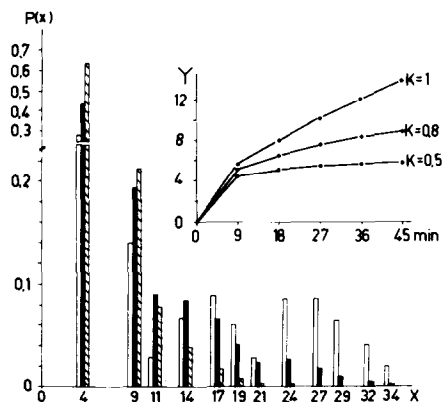 P(x)
0,7
0,6
0,5
0,4
0,3
0,2
0,1
0
4 9 11 14 17 19 21 24 27 29 32 34 X
Y
12
8
4
0
0 9 18 27 36 45 min
K=1
K=0,8
K=0,5